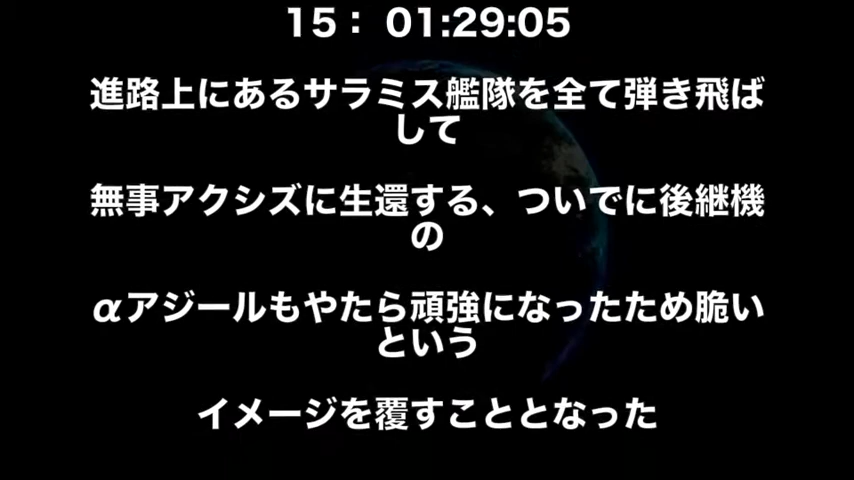 15： 01:29:05
進路上にあるサラミス艦隊を全て弾き飛ば
して
無事アクシズに生還する、ついでに後継機
の
αアジールもやたら頑強になったため脆い
という
イメージを覆すこととなった